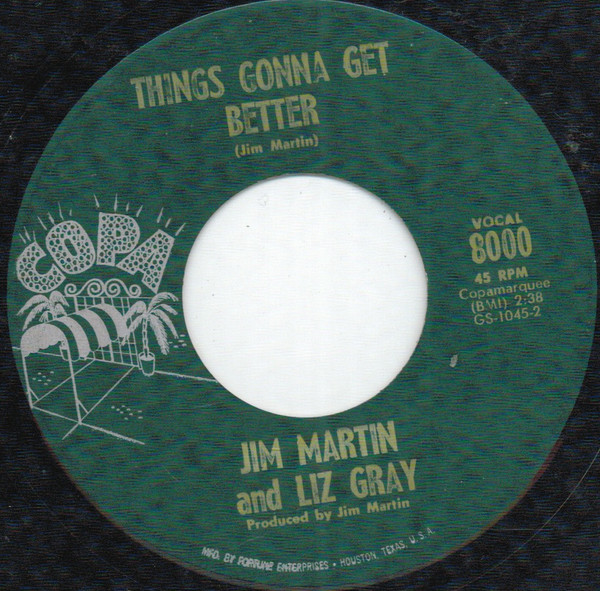 THINGS GONNA GET
BETTER
(Jim Martin)
COPA
VOCAL
8000
45 RPM
Copamarquee
(BMI) 2:38
GS-1045-2
JIM MARTIN
and LIZ GRAY
Produced by Jim Martin
MFD. BY FORTUNE ENTERPRISES • HOUSTON, TEXAS, U.S.A.